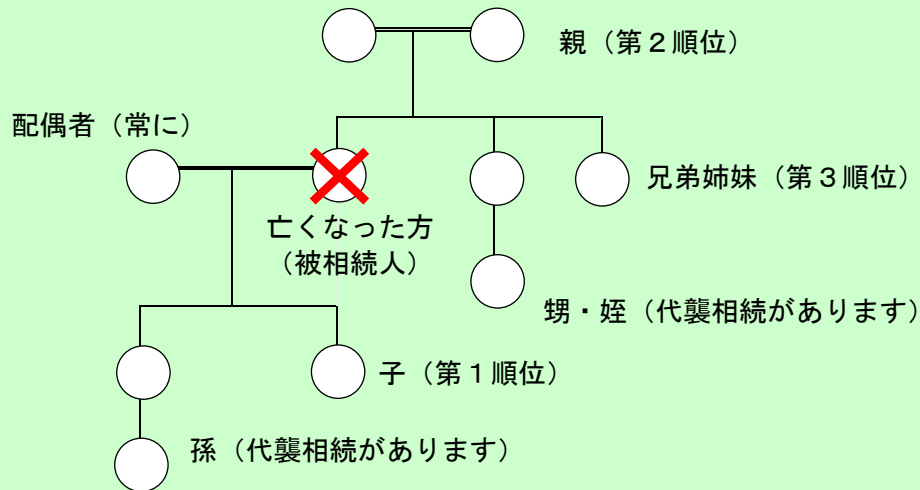 親（第２順位）
配偶者（常に）
兄弟姉妹（第３順位）
亡くなった方
（被相続人）
甥・姪（代襲相続があります）
子（第１順位）
孫（代襲相続があります）